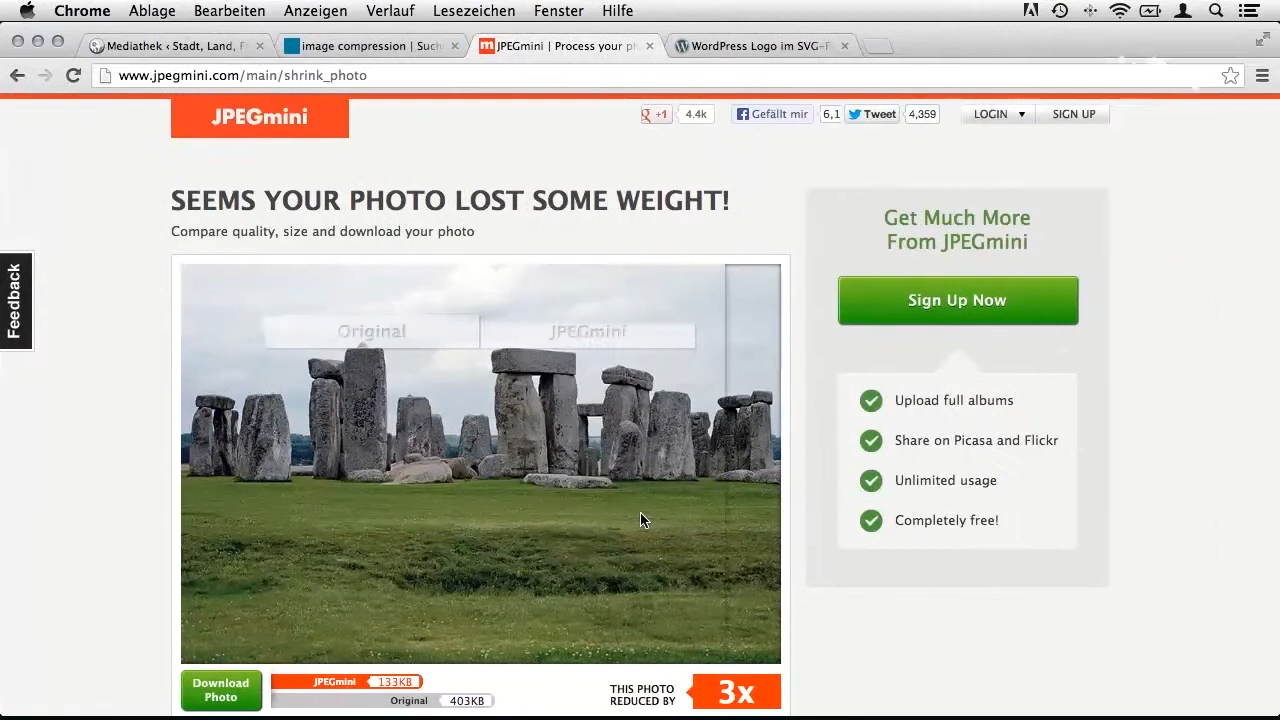 Chrome Ablage Bearbeiten Anzeigen Verlauf Lesezeichen Fenster Hilfe
Mediathek ‹ Stadt, Land, F
image compression | Such
JPEGmini | Process your ph
WordPress Logo im SVG-F
www.jpegmini.com/main/shrink_photo
JPEGmini
+1 4.4k
Gefällt mir 6,1
Tweet 4,359
LOGIN ▼ SIGN UP
SEEMS YOUR PHOTO LOST SOME WEIGHT!
Compare quality, size and download your photo
Feedback
Original JPEGmini
Get Much More
From JPEGmini
Sign Up Now
Upload full albums
Share on Picasa and Flickr
Unlimited usage
Completely free!
Download
Photo
JPEGmini 133KB
Original 403KB
THIS PHOTO
REDUCED BY
3x